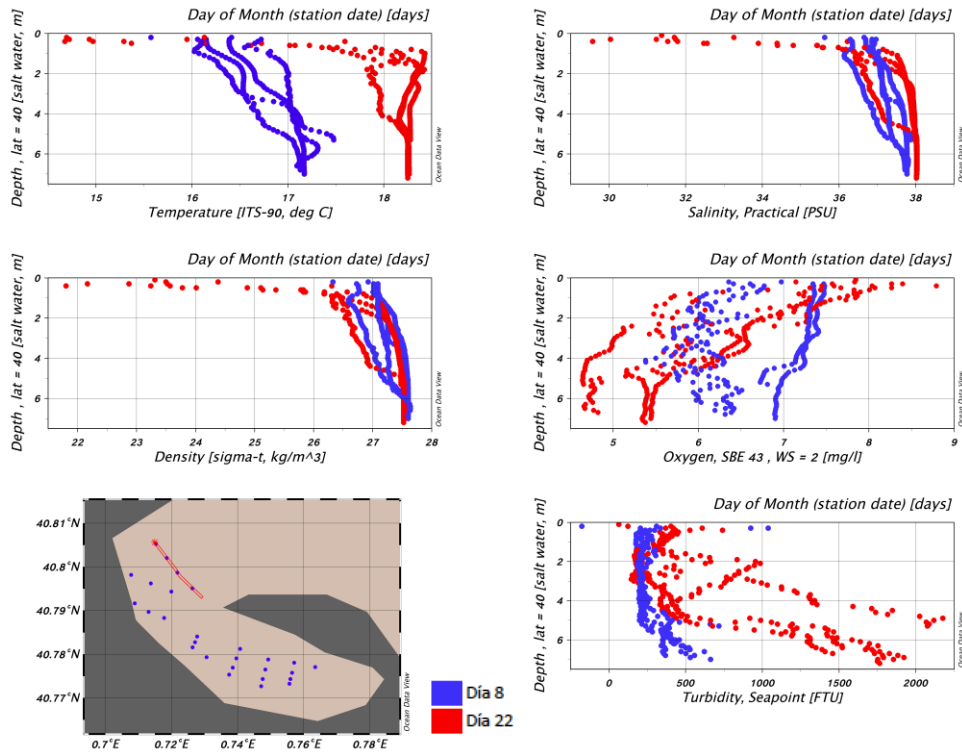 Day of Month (station date) [days]
Depth , lat = 40 [salt water, m]
0
2
4
6
15
16
17
18
Temperature [ITS-90, deg C]
Ocean Data View
Day of Month (station date) [days]
Depth , lat = 40 [salt water, m]
0
2
4
6
30
32
34
36
38
Salinity, Practical [PSU]
Ocean Data View
Day of Month (station date) [days]
Depth , lat = 40 [salt water, m]
0
2
4
6
22
23
24
25
26
27
28
Density [sigma-t, kg/m^3]
Ocean Data View
Day of Month (station date) [days]
Depth , lat = 40 [salt water, m]
0
2
4
6
5
6
7
8
9
Oxygen, SBE 43 , WS = 2 [mg/l]
Ocean Data View
40.81°N
40.8°N
40.79°N
40.78°N
40.77°N
0.7°E
0.72°E
0.74°E
0.76°E
0.78°E
Ocean Data View
Día 8
Día 22
Day of Month (station date) [days]
Depth , lat = 40 [salt water, m]
0
2
4
6
0
500
1000
1500
2000
Turbidity, Seapoint [FTU]
Ocean Data View